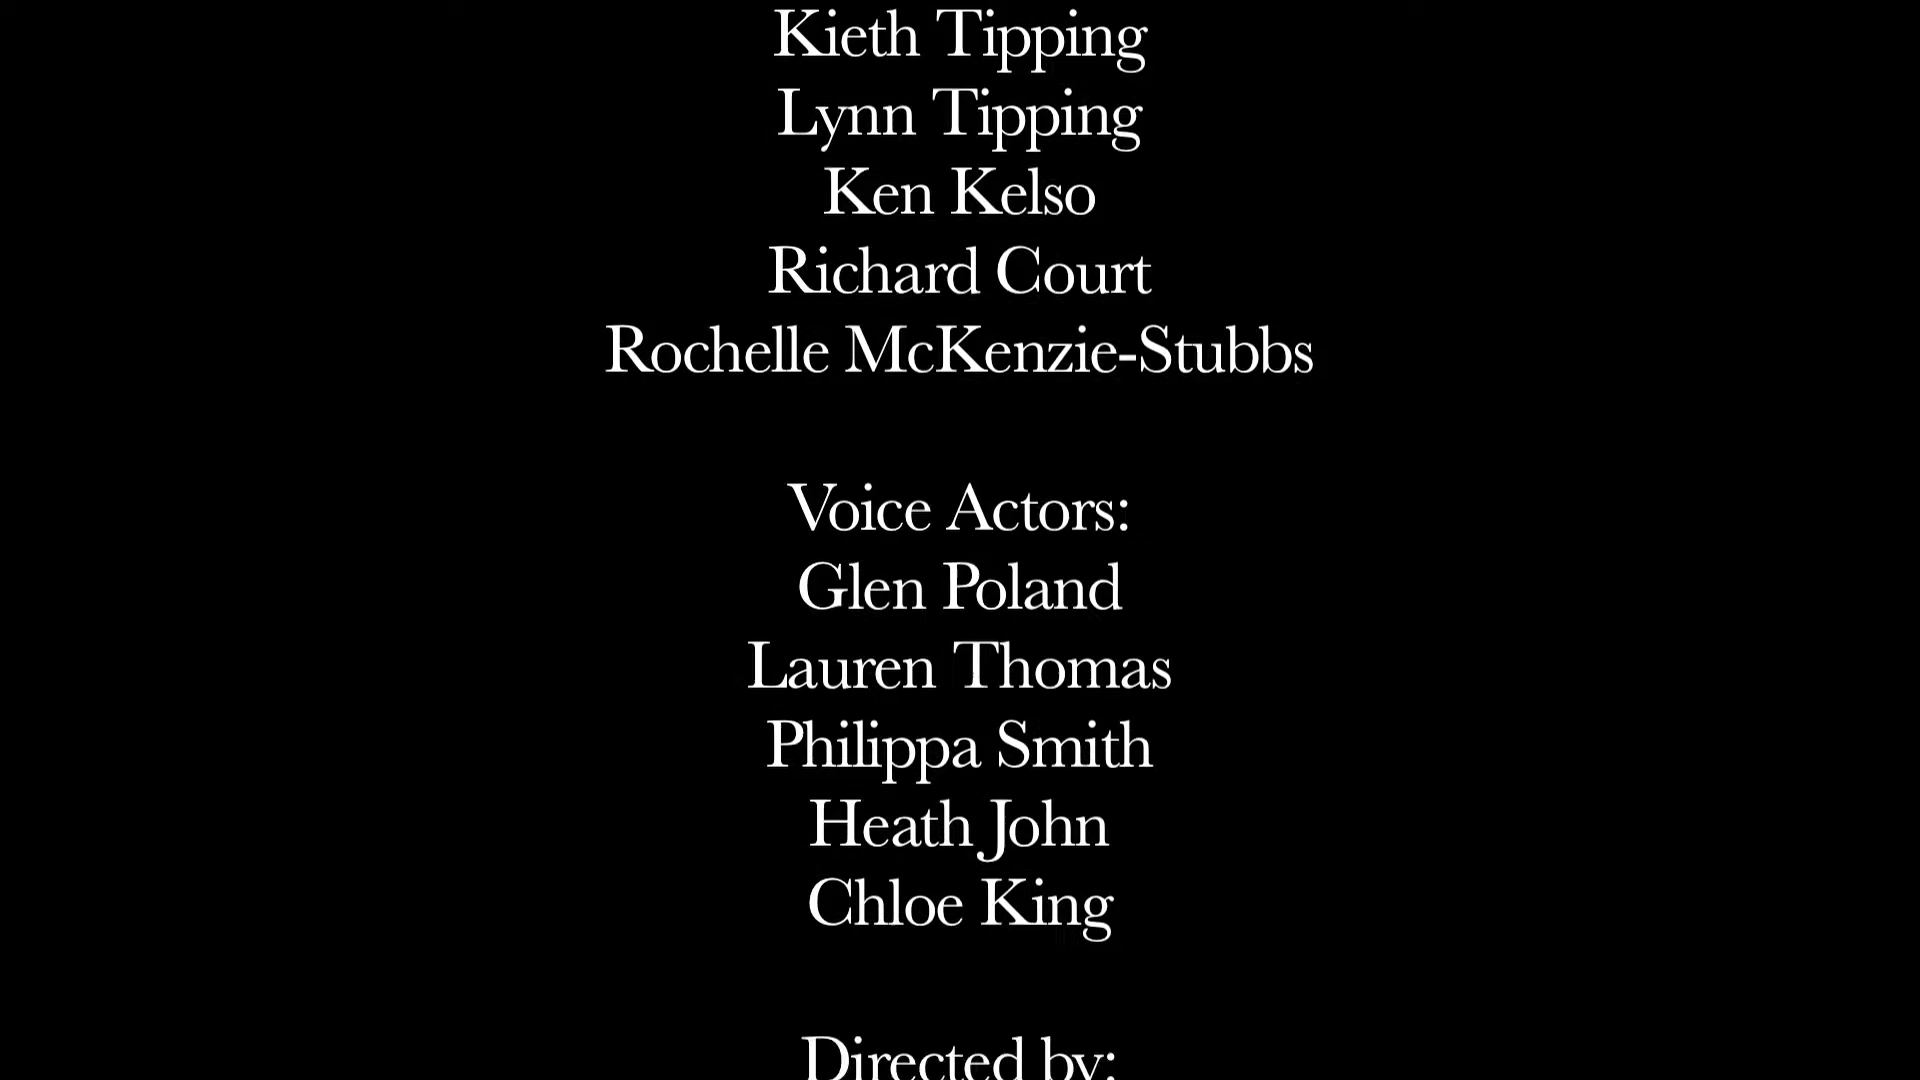 Kieth Tipping
Lynn Tipping
Ken Kelso
Richard Court
Rochelle McKenzie-Stubbs
Voice Actors:
Glen Poland
Lauren Thomas
Philippa Smith
Heath John
Chloe King
Directed by: